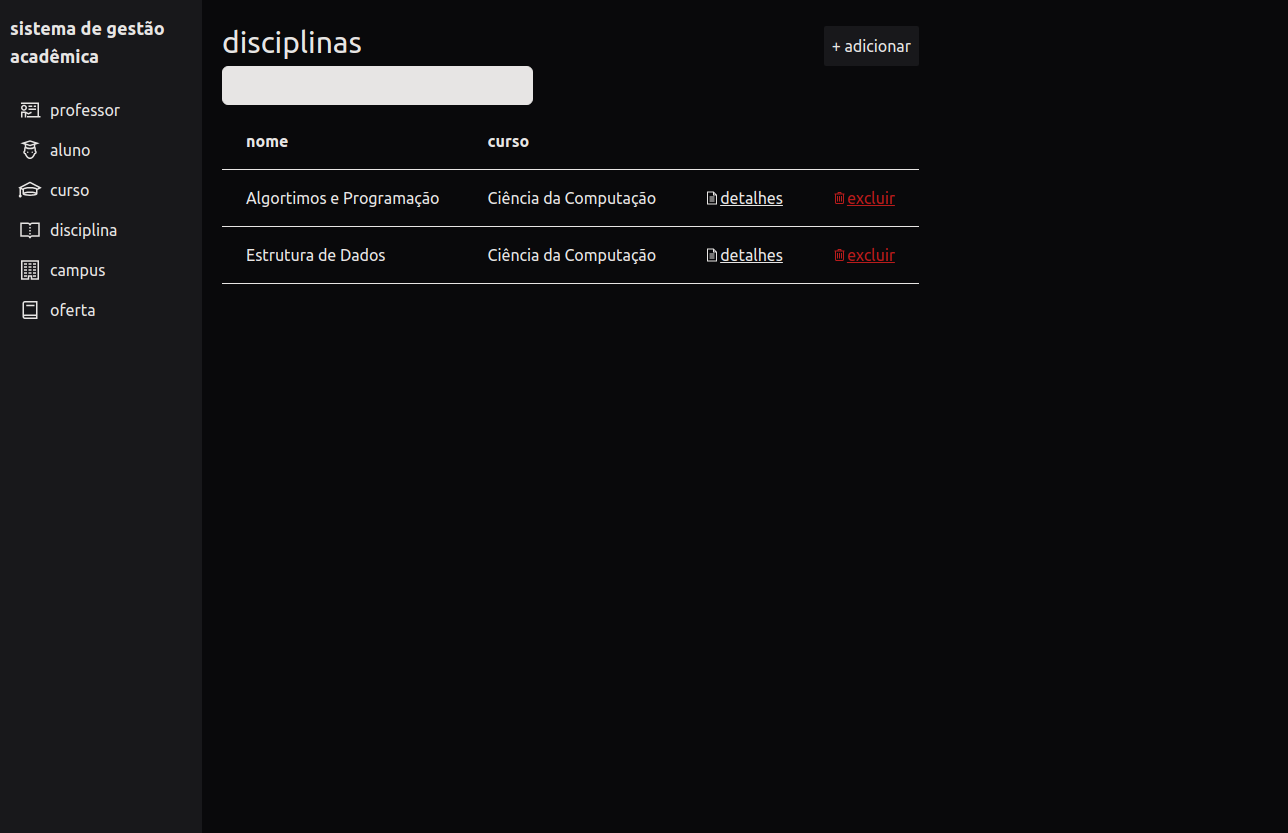 sistema de gestão
acadêmica
professor
aluno
curso
disciplina
campus
oferta
disciplinas
+ adicionar
nome curso
Algortimos e Programação Ciência da Computação detalhes excluir
Estrutura de Dados Ciência da Computação detalhes excluir